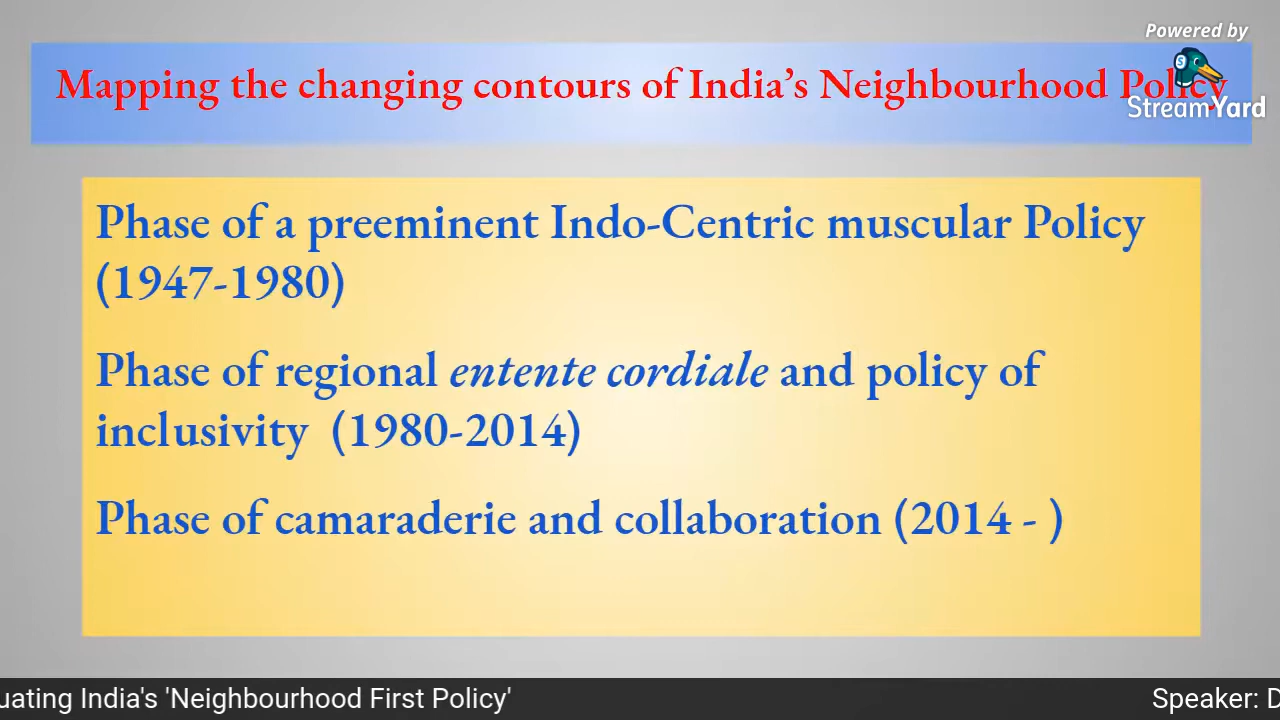 Powered by
Mapping the changing contours of India’s Neighbourhood Policy
StreamYard
Phase of a preeminent Indo-Centric muscular Policy
(1947-1980)
Phase of regional entente cordiale and policy of
inclusivity (1980-2014)
Phase of camaraderie and collaboration (2014 - )
India's 'Neighbourhood First Policy'
Speaker: